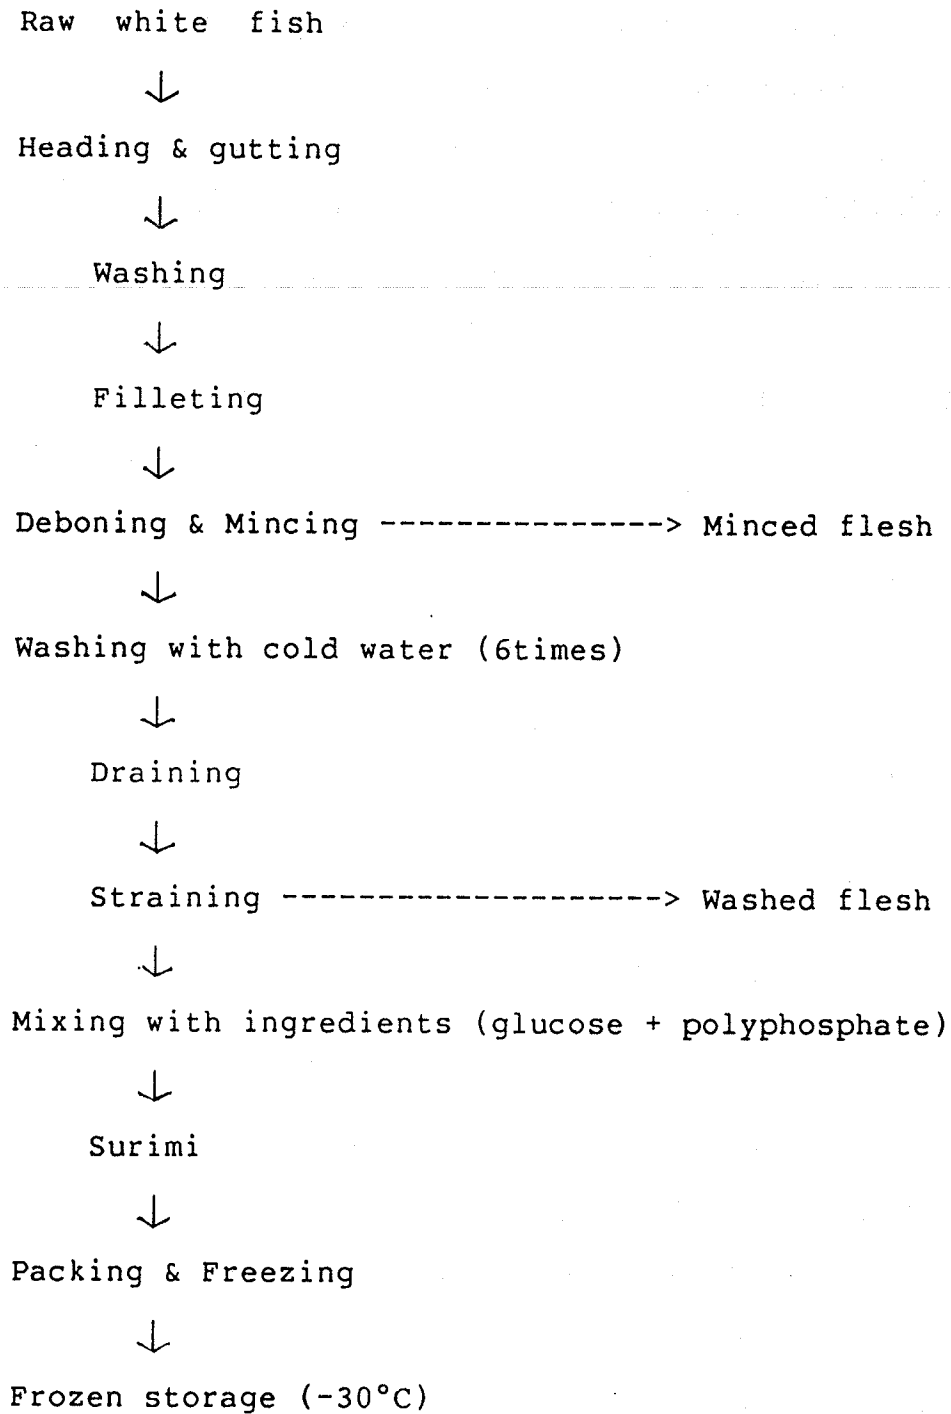 Raw white fish
↓
Heading & gutting
↓
Washing
↓
Filleting
↓
Deboning & Mincing ---------------> Minced flesh
↓
Washing with cold water (6times)
↓
Draining
↓
Straining --------------------> Washed flesh
↓
Mixing with ingredients (glucose + polyphosphate)
↓
Surimi
↓
Packing & Freezing
↓
Frozen storage (-30°C)